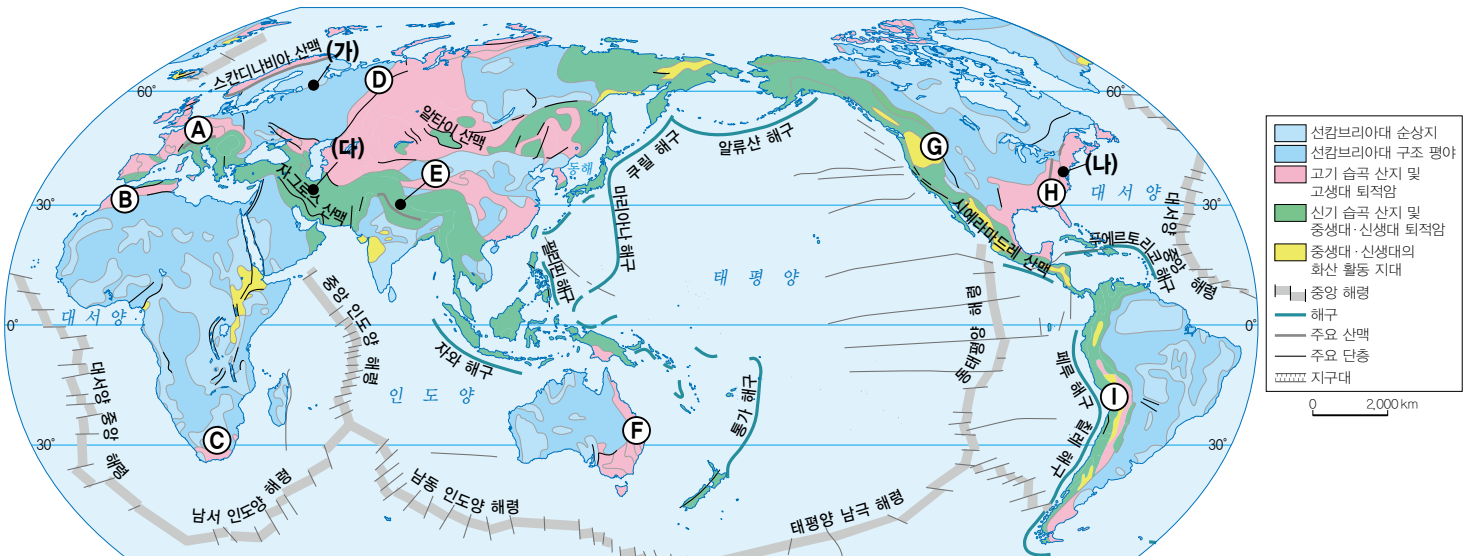 스칸디나비아 산맥
(가)
D
60°
60°
A
알타이 산맥
쿠릴 해구
알류산 해구
G
(다)
E
동해
(나)
H
대서양
B
자그로스 산맥
30°
30°
마리아나 해구
시에라마드레 산맥
대서양 중앙 해령
푸에르토리코 해구
필리핀 해구
태평양
대서양
중앙 인도양 해령
0°
0°
동태평양 해령
자와 해구
인도양
페루 해구
I
대서양 중앙 해령
통가 해구
C
F
30°
30°
칠레 해구
남서 인도양 해령
남동 인도양 해령
태평양 남극 해령
선캄브리아대 순상지
선캄브리아대 구조 평야
고기 습곡 산지 및
고생대 퇴적암
신기 습곡 산지 및
중생대·신생대 퇴적암
중생대·신생대의
화산 활동 지대
중앙 해령
해구
주요 산맥
주요 단층
지구대
0 2,000km